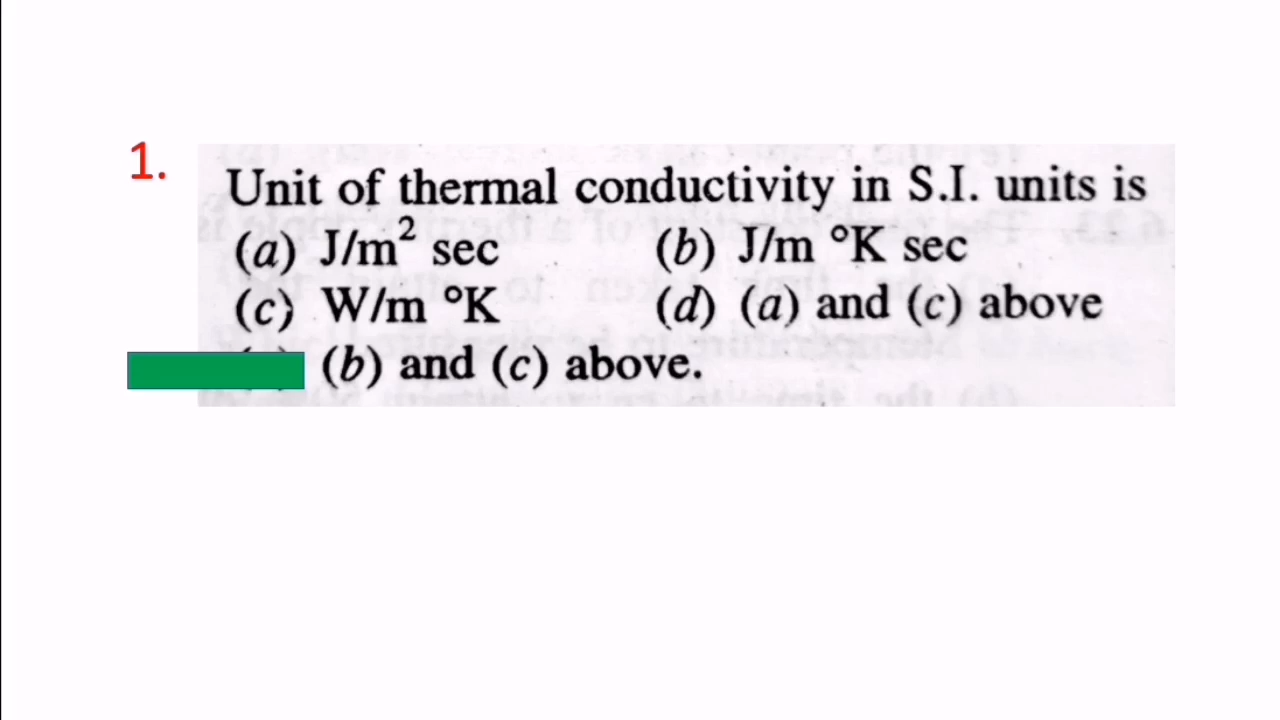 1.
Unit of thermal conductivity in S.I. units is
(a) J/m² sec (b) J/m °K sec
(c) W/m °K (d) (a) and (c) above
(b) and (c) above.